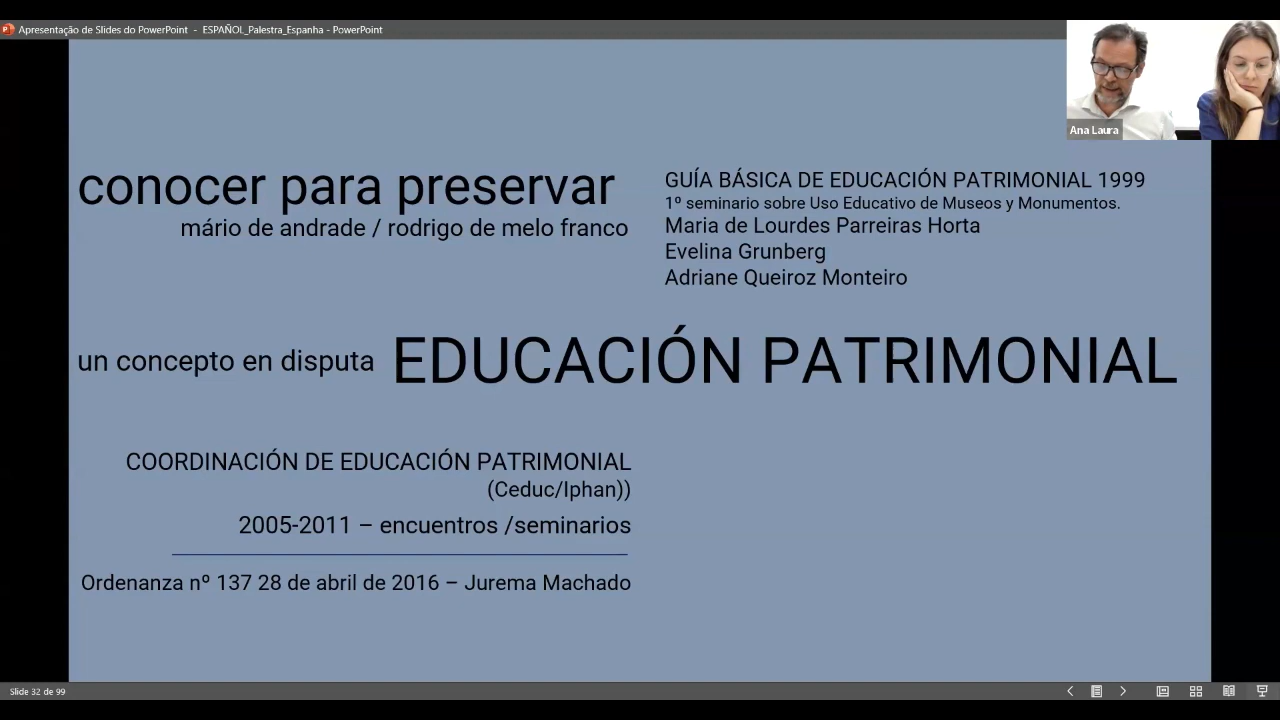 Apresentação de Slides do PowerPoint - ESPAÑOL_Palestra_Espanha - PowerPoint
Ana Laura
conocer para preservar
mário de andrade / rodrigo de melo franco
GUÍA BÁSICA DE EDUCACIÓN PATRIMONIAL 1999
1º seminario sobre Uso Educativo de Museos y Monumentos.
Maria de Lourdes Parreiras Horta
Evelina Grunberg
Adriane Queiroz Monteiro
un concepto en disputa EDUCACIÓN PATRIMONIAL
COORDINACIÓN DE EDUCACIÓN PATRIMONIAL
(Ceduc/Iphan))
2005-2011 – encuentros /seminarios
Ordenanza nº 137 28 de abril de 2016 – Jurema Machado
Slide 32 de 99